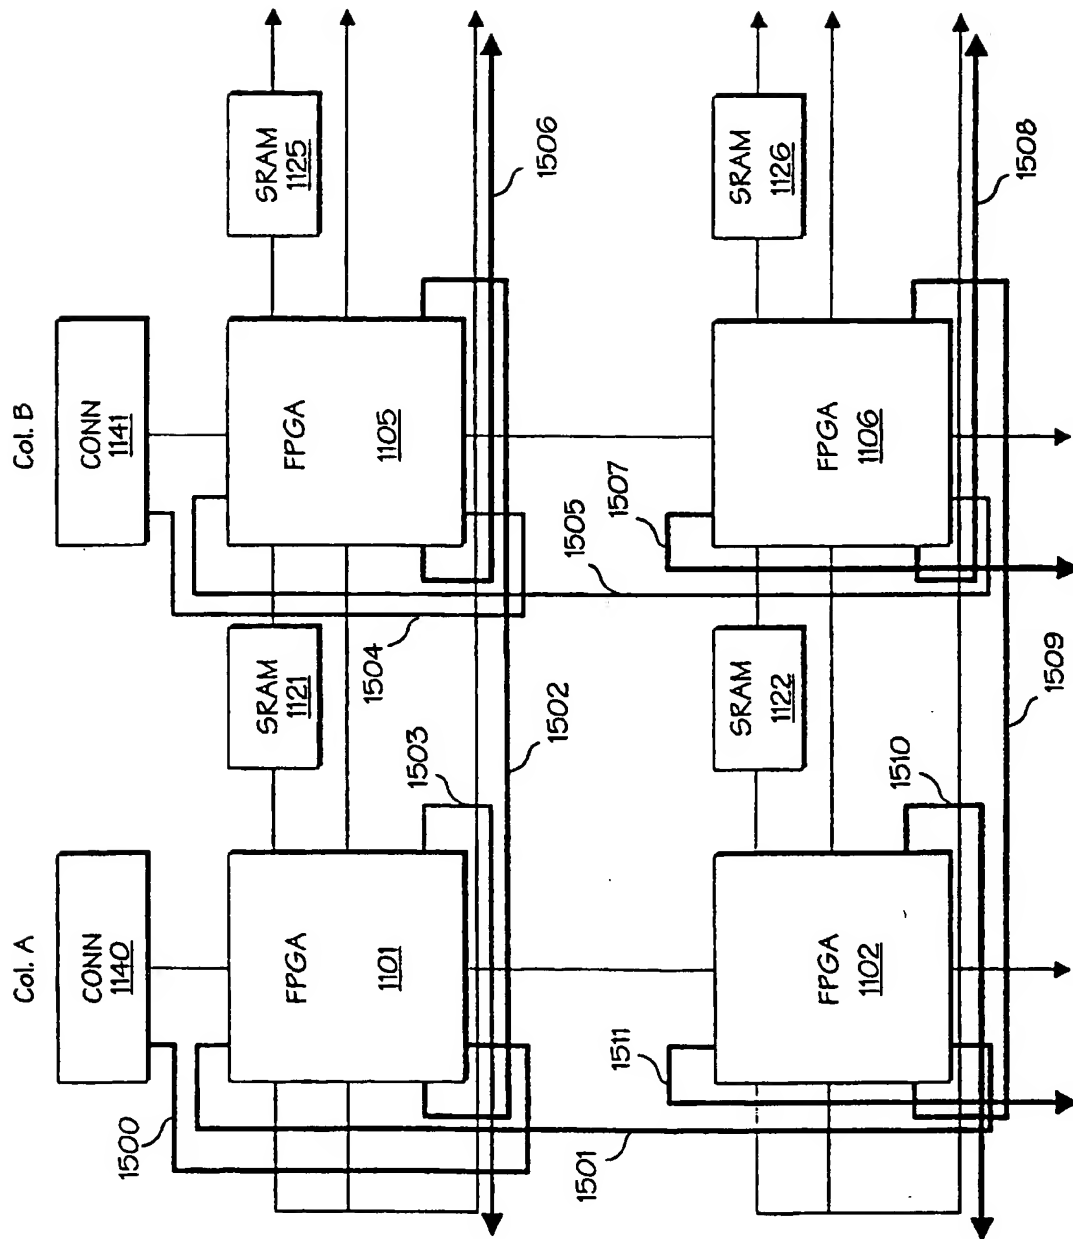 Col. A
Col. B
CONN
1140
CONN
1141
1500
FPGA
1101
SRAM
1121
FPGA
1105
SRAM
1125
1504
1503
1502
1506
1505
1501
1511
1507
FPGA
1102
SRAM
1122
FPGA
1106
SRAM
1126
1510
1508
1509